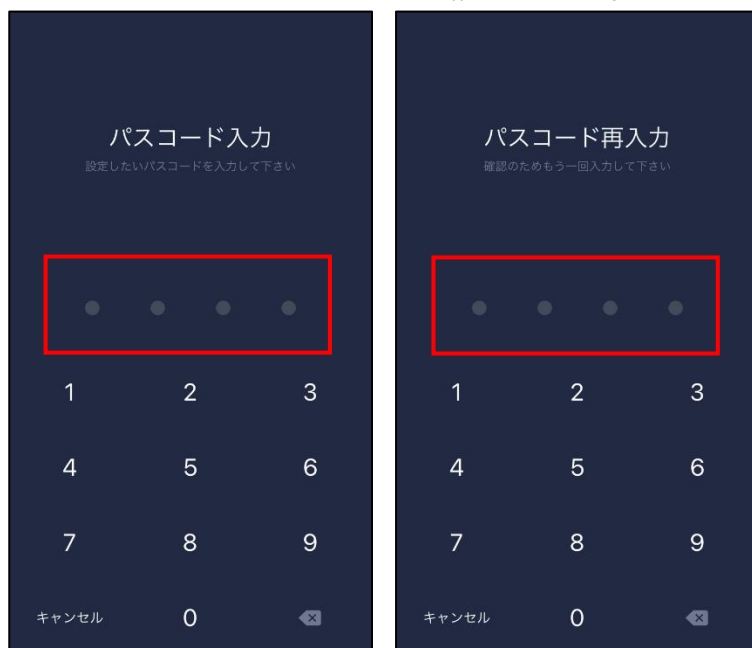 パスコード入力
設定したいパスコードを入力して下さい
1 2 3
4 5 6
7 8 9
キャンセル 0
パスコード再入力
確認のためもう一回入力して下さい
1 2 3
4 5 6
7 8 9
キャンセル 0